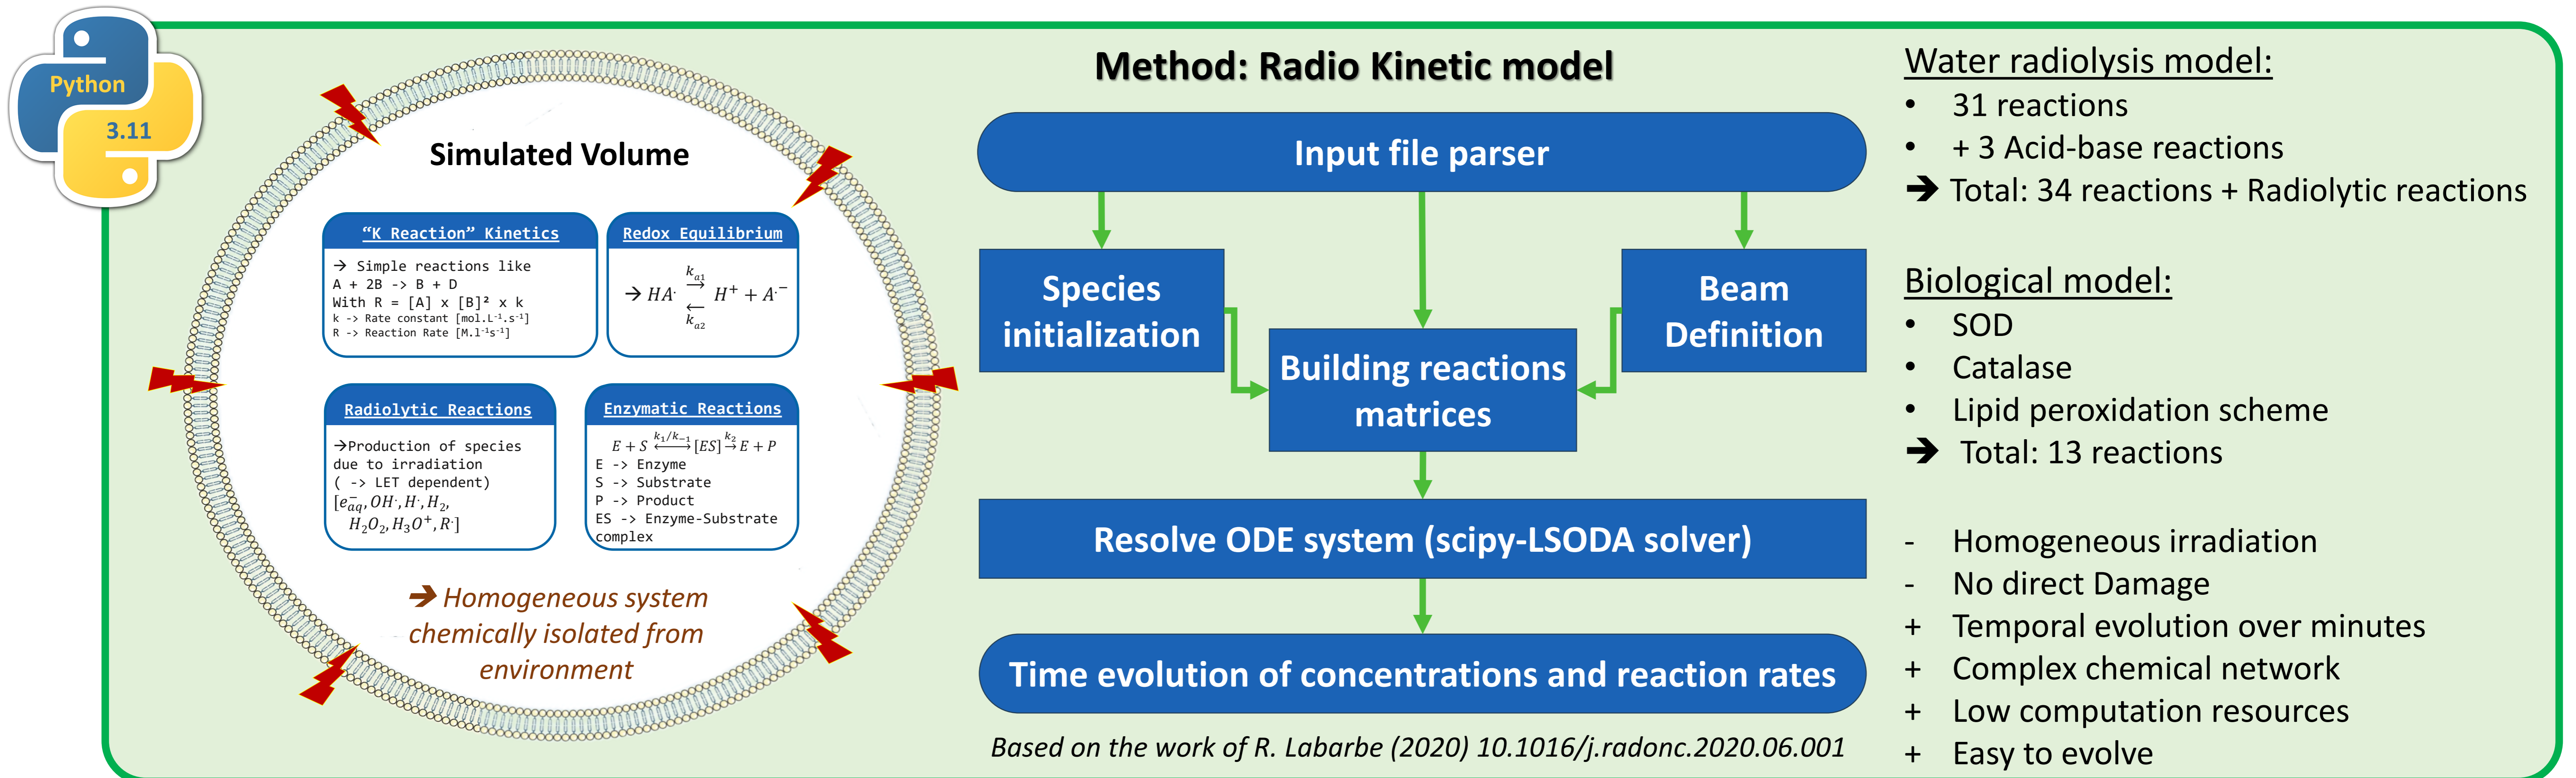 Python
3.11
Simulated Volume
“K Reaction” Kinetics
→ Simple reactions like
A + 2B -> B + D
With R = [A] x [B]² x k
k -> Rate constant [mol.L⁻¹.s⁻¹]
R -> Reaction Rate [M.l⁻¹s⁻¹]
Redox Equilibrium
→ HA· ⇄ H⁺ + A·⁻
kₐ₁
kₐ₂
Radiolytic Reactions
→Production of species
due to irradiation
( -> LET dependent)
[e⁻aq, OH·, H·, H₂,
H₂O₂, H₃O⁺, R·]
Enzymatic Reactions
E + S ⟷ k₁/k₋₁ [ES] → k₂ E + P
E -> Enzyme
S -> Substrate
P -> Product
ES -> Enzyme-Substrate
complex
➔ Homogeneous system
chemically isolated from
environment
Method: Radio Kinetic model
Input file parser
Species
initialization
Beam
Definition
Building reactions
matrices
Resolve ODE system (scipy-LSODA solver)
Time evolution of concentrations and reaction rates
Based on the work of R. Labarbe (2020) 10.1016/j.radonc.2020.06.001
Water radiolysis model:
• 31 reactions
• + 3 Acid-base reactions
➔ Total: 34 reactions + Radiolytic reactions
Biological model:
• SOD
• Catalase
• Lipid peroxidation scheme
➔ Total: 13 reactions
- Homogeneous irradiation
- No direct Damage
+ Temporal evolution over minutes
+ Complex chemical network
+ Low computation resources
+ Easy to evolve